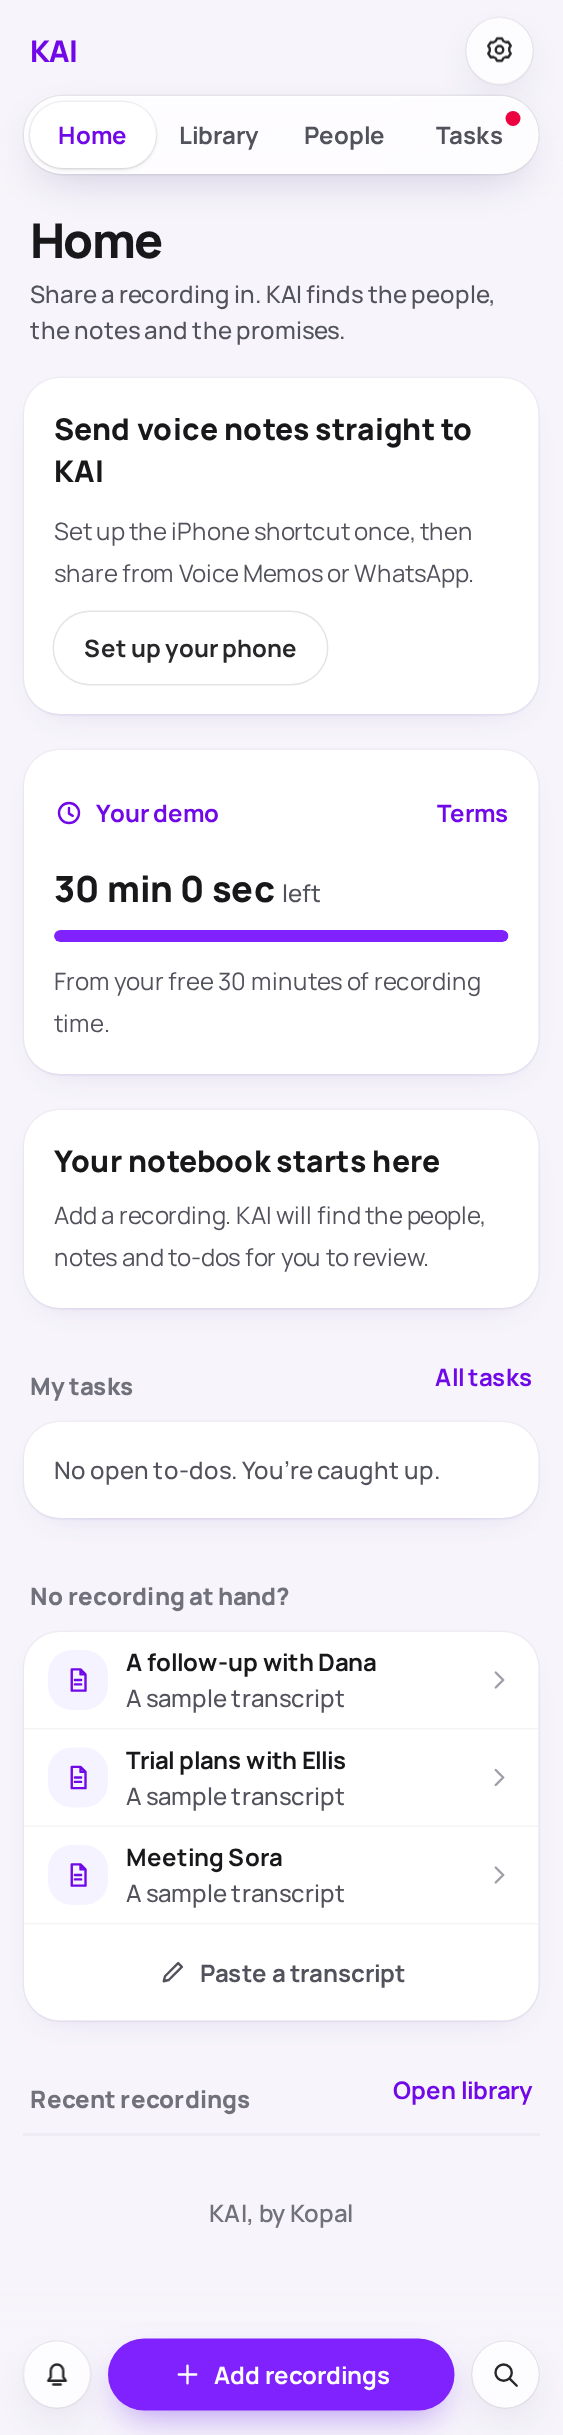 KAI
Home
Library
People
Tasks
Home
Share a recording in. KAI finds the people,
the notes and the promises.
Send voice notes straight to
KAI
Set up the iPhone shortcut once, then
share from Voice Memos or WhatsApp.
Set up your phone
Your demo
Terms
30 min 0 sec left
From your free 30 minutes of recording
time.
Your notebook starts here
Add a recording. KAI will find the people,
notes and to-dos for you to review.
My tasks
All tasks
No open to-dos. You’re caught up.
No recording at hand?
A follow-up with Dana
A sample transcript
Trial plans with Ellis
A sample transcript
Meeting Sora
A sample transcript
Paste a transcript
Recent recordings
Open library
KAI, by Kopal
Add recordings